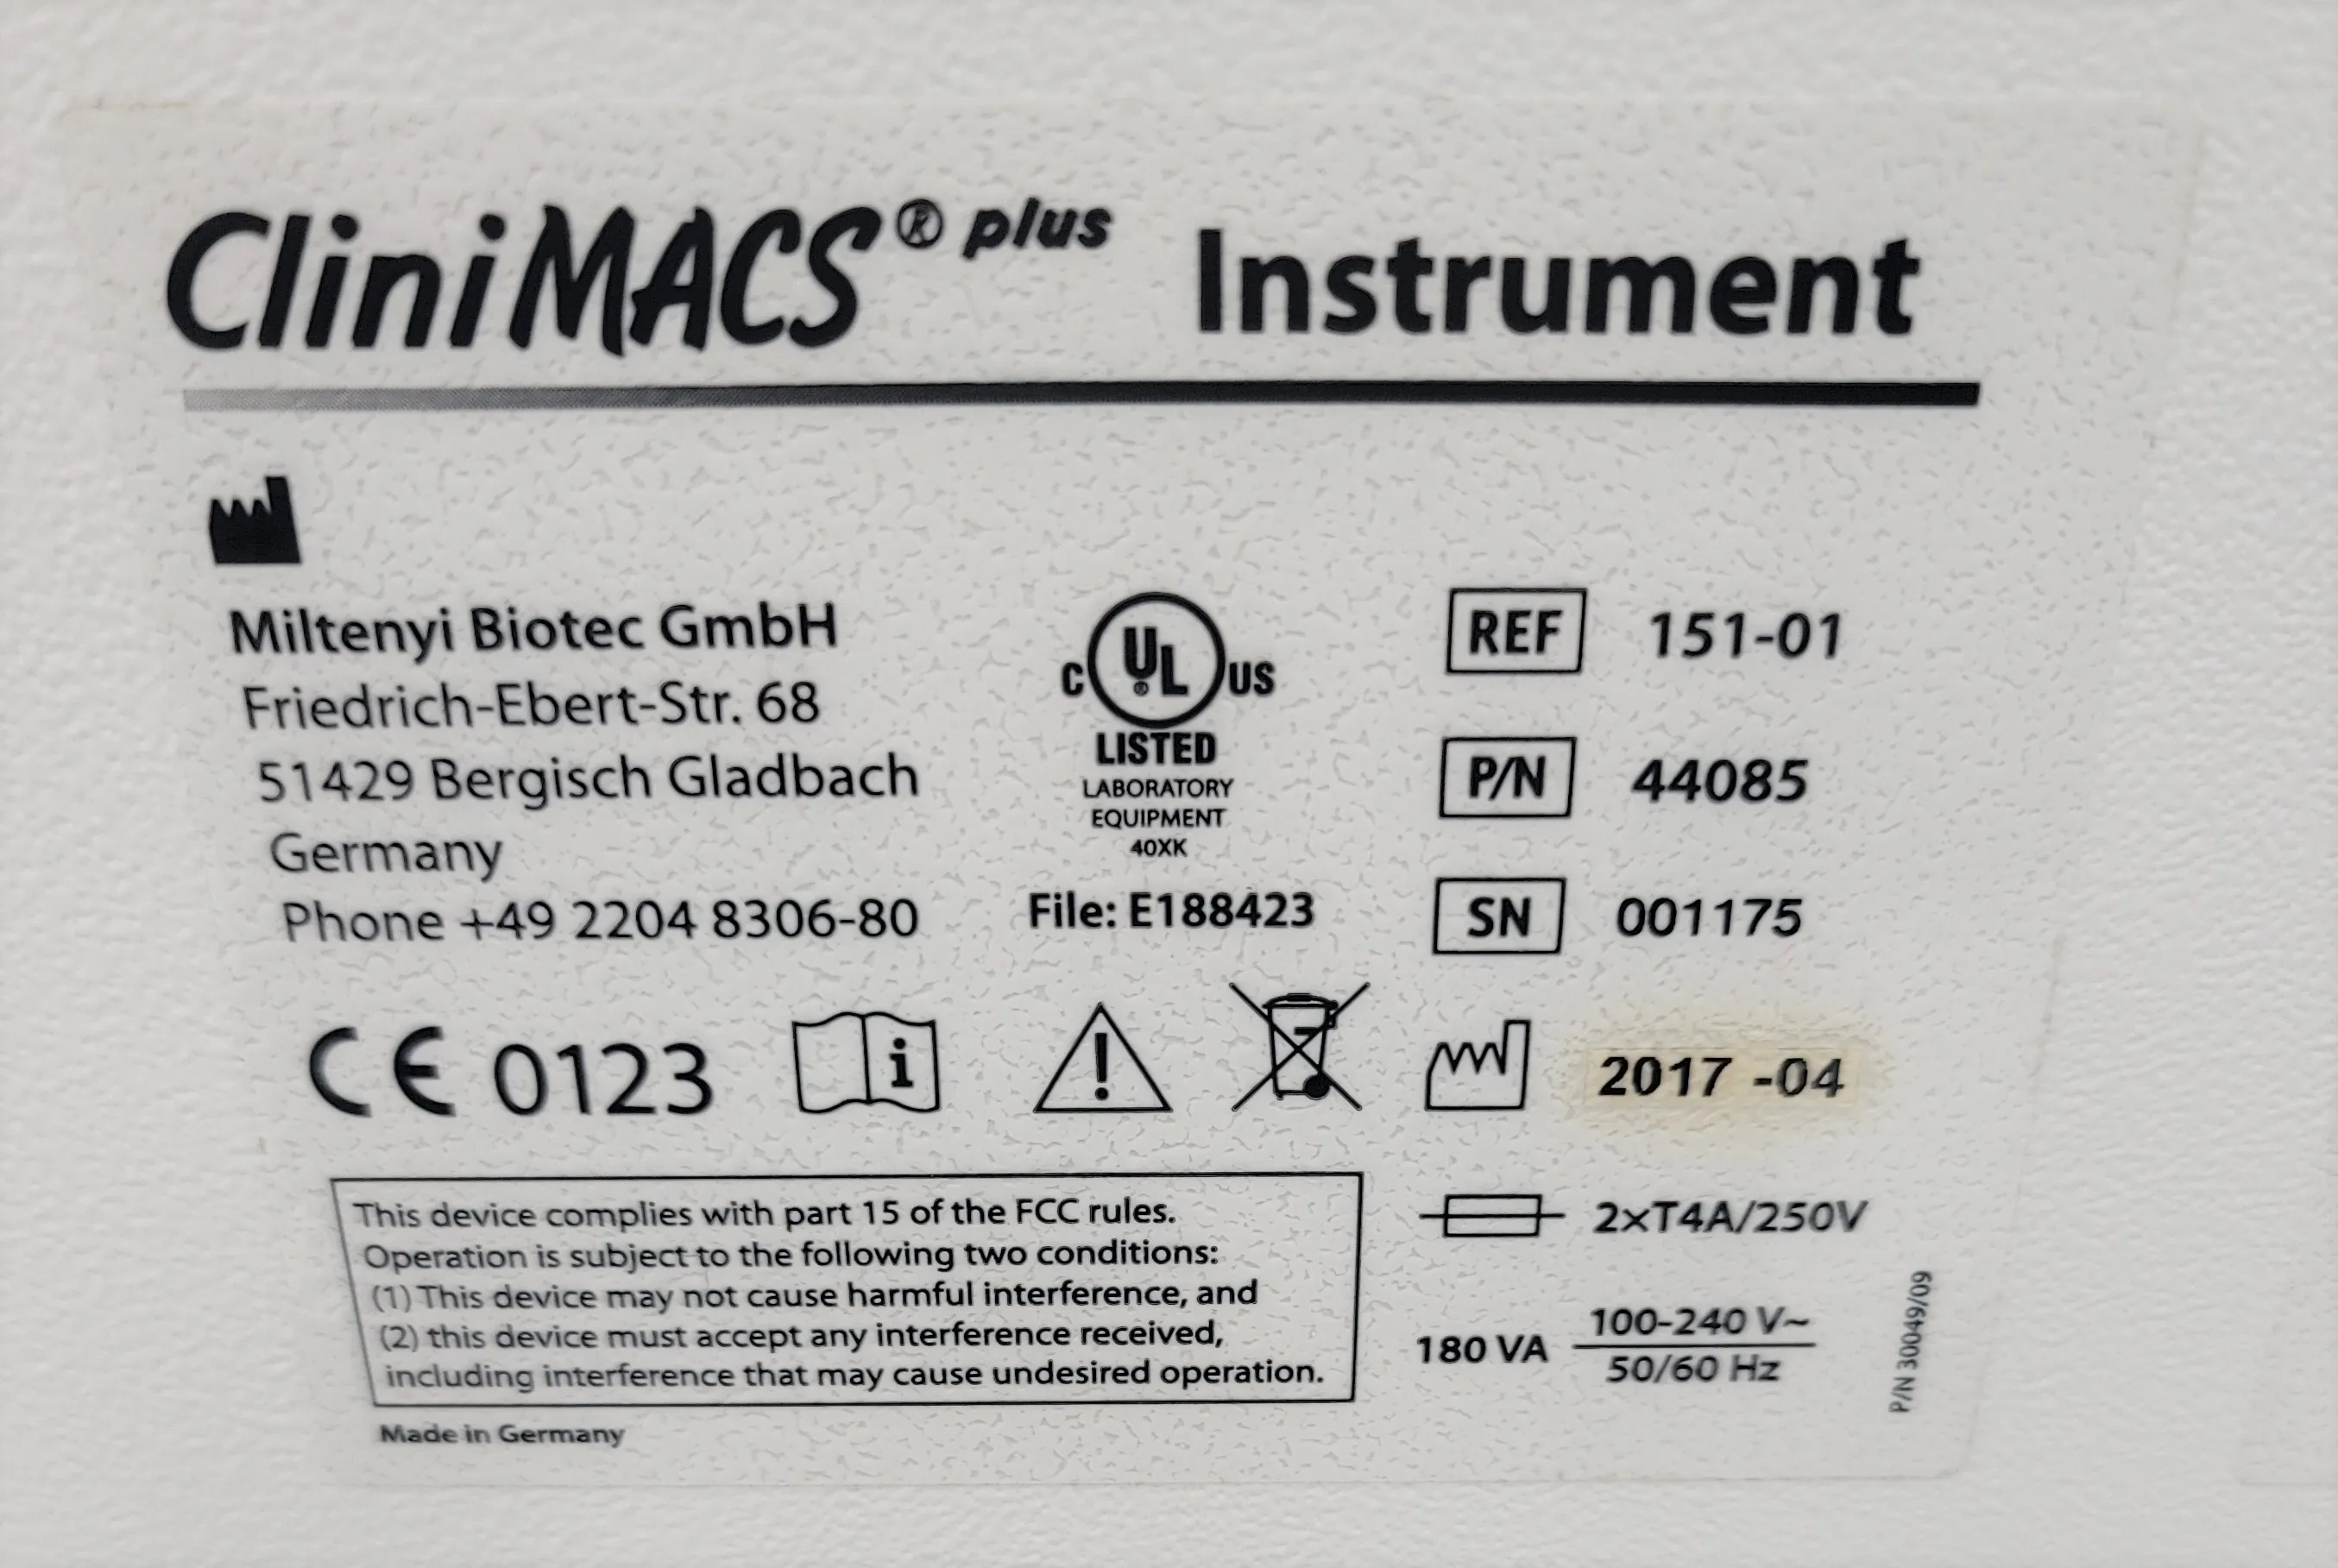 CliniMACS® plus Instrument
Miltenyi Biotec GmbH
Friedrich-Ebert-Str. 68
51429 Bergisch Gladbach
Germany
Phone +49 2204 8306-80
C UL® US
LISTED
LABORATORY
EQUIPMENT
40XK
File: E188423
REF 151-01
P/N 44085
SN 001175
CE 0123
i
!
2017 -04
This device complies with part 15 of the FCC rules.
Operation is subject to the following two conditions:
(1) This device may not cause harmful interference, and
(2) this device must accept any interference received,
including interference that may cause undesired operation.
Made in Germany
2xT4A/250V
180 VA 100-240 V~
50/60 Hz
P/N 30049/09